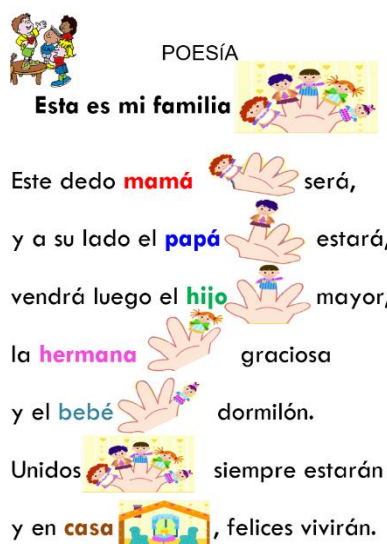 POESÍA
Esta es mi familia
Este dedo mamá será,
y a su lado el papá estará,
vendrá luego el hijo mayor,
la hermana graciosa
y el bebé dormilón.
Unidos siempre estarán
y en casa, felices vivirán.